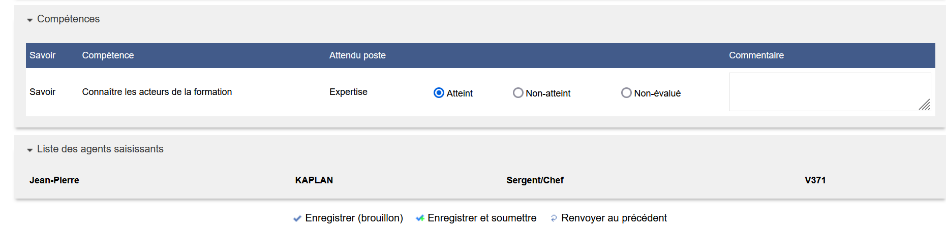 Compétences
Savoir Compétence Attendu poste Commentaire
Savoir Connaître les acteurs de la formation Expertise Atteint Non-atteint Non-évalué
Liste des agents saisissants
Jean-Pierre KAPLAN Sergent/Chef V371
Enregistrer (brouillon) Enregistrer et soumettre Renvoyer au précédent